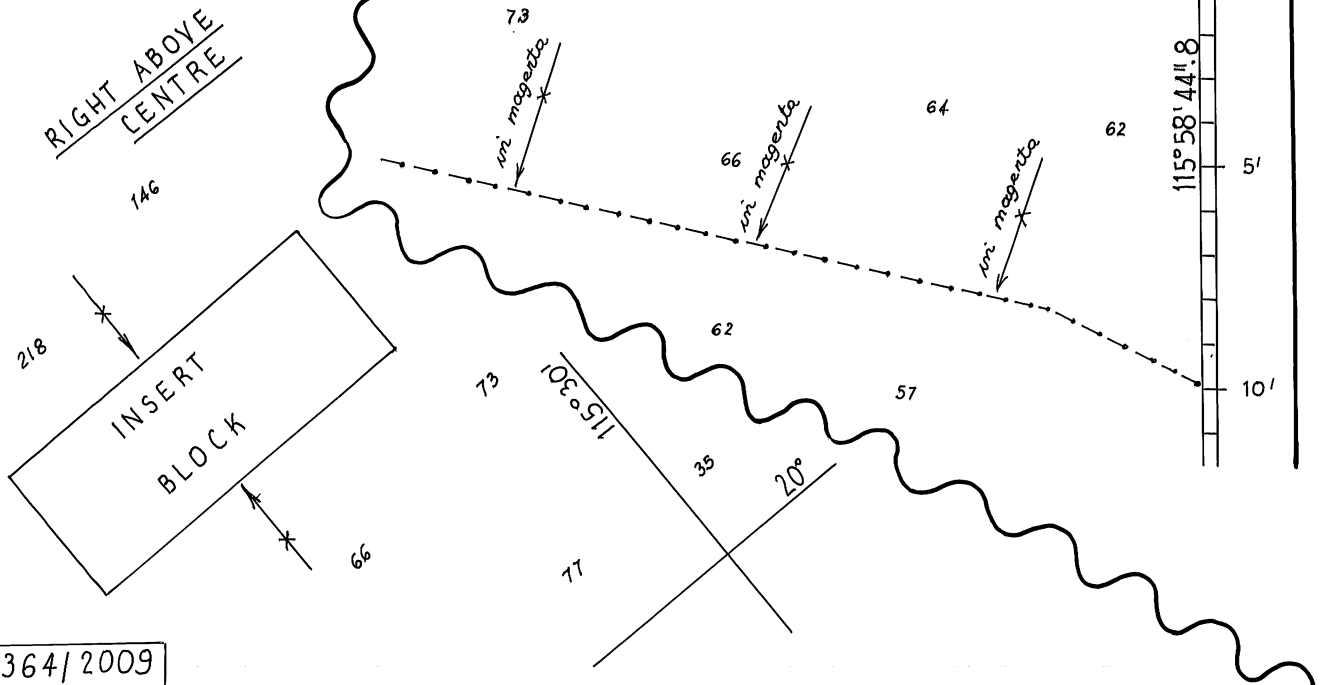 RIGHT ABOVE
CENTRE
146
218
INSERT
BLOCK
66
73
in magenta
66
in magenta
64
62
in magenta
115°58'44".8
5'
10'
62
57
73
115°30'
35
20°
77
364/2009